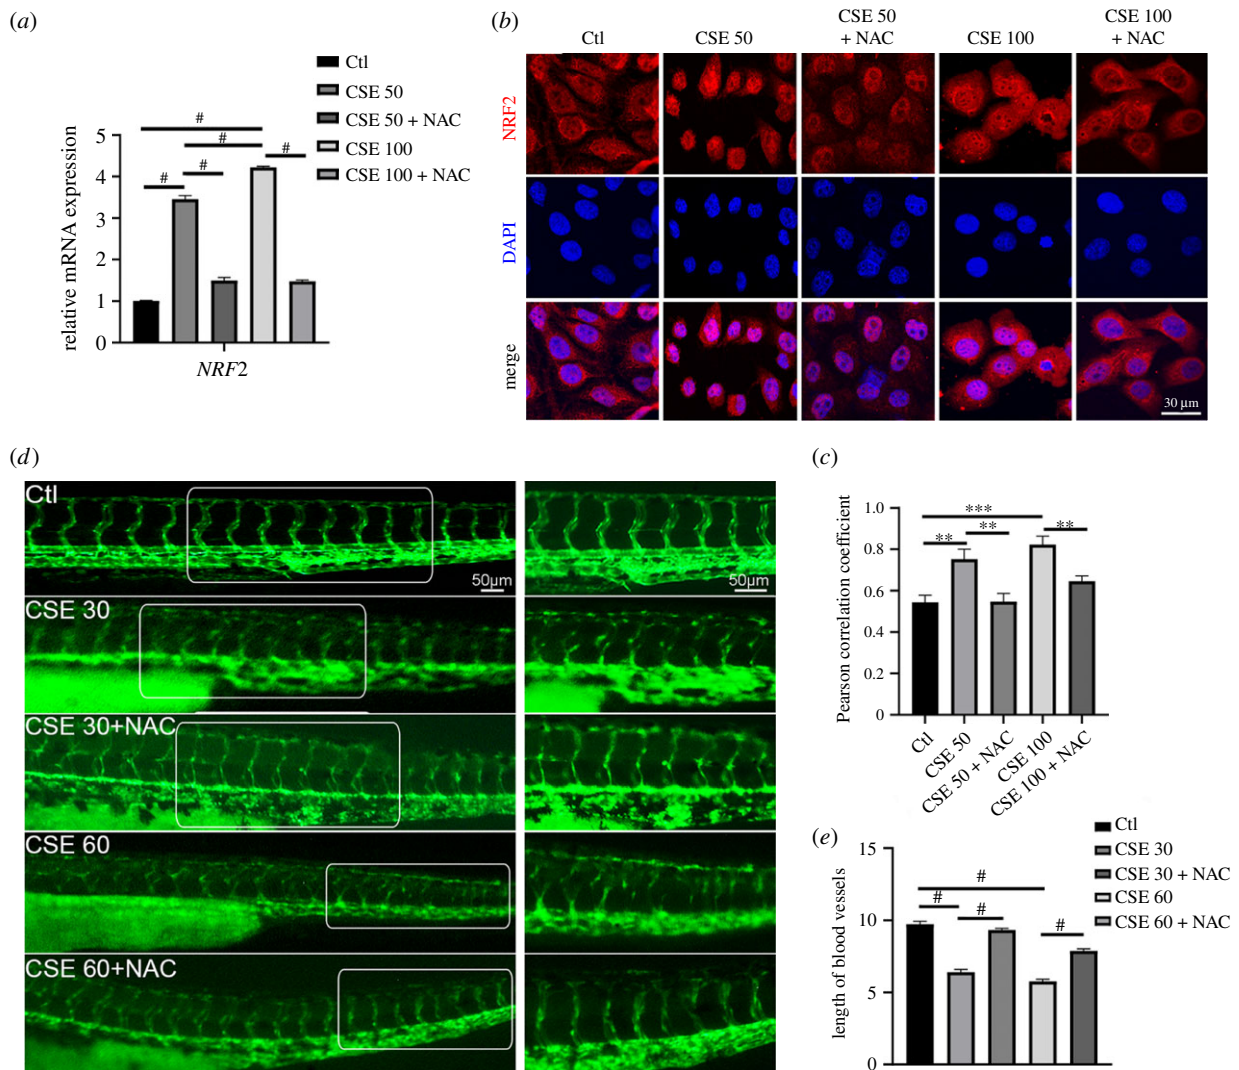 (a)
Ctl
CSE 50
CSE 50 + NAC
CSE 100
CSE 100 + NAC
relative mRNA expression
5
4
3
2
1
0
#
#
#
#
#
NRF2
(b)
Ctl
CSE 50
CSE 50
+ NAC
CSE 100
CSE 100
+ NAC
NRF2
DAPI
merge
30 µm
(d)
Ctl
50µm
50µm
CSE 30
CSE 30+NAC
CSE 60
CSE 60+NAC
(c)
Pearson correlation coefficient
1.0
0.8
0.6
0.4
0.2
0
***
**
**
**
Ctl
CSE 50
CSE 50 + NAC
CSE 100
CSE 100 + NAC
(e)
Ctl
CSE 30
CSE 30 + NAC
CSE 60
CSE 60 + NAC
length of blood vessels
15
10
5
0
#
#
#
#